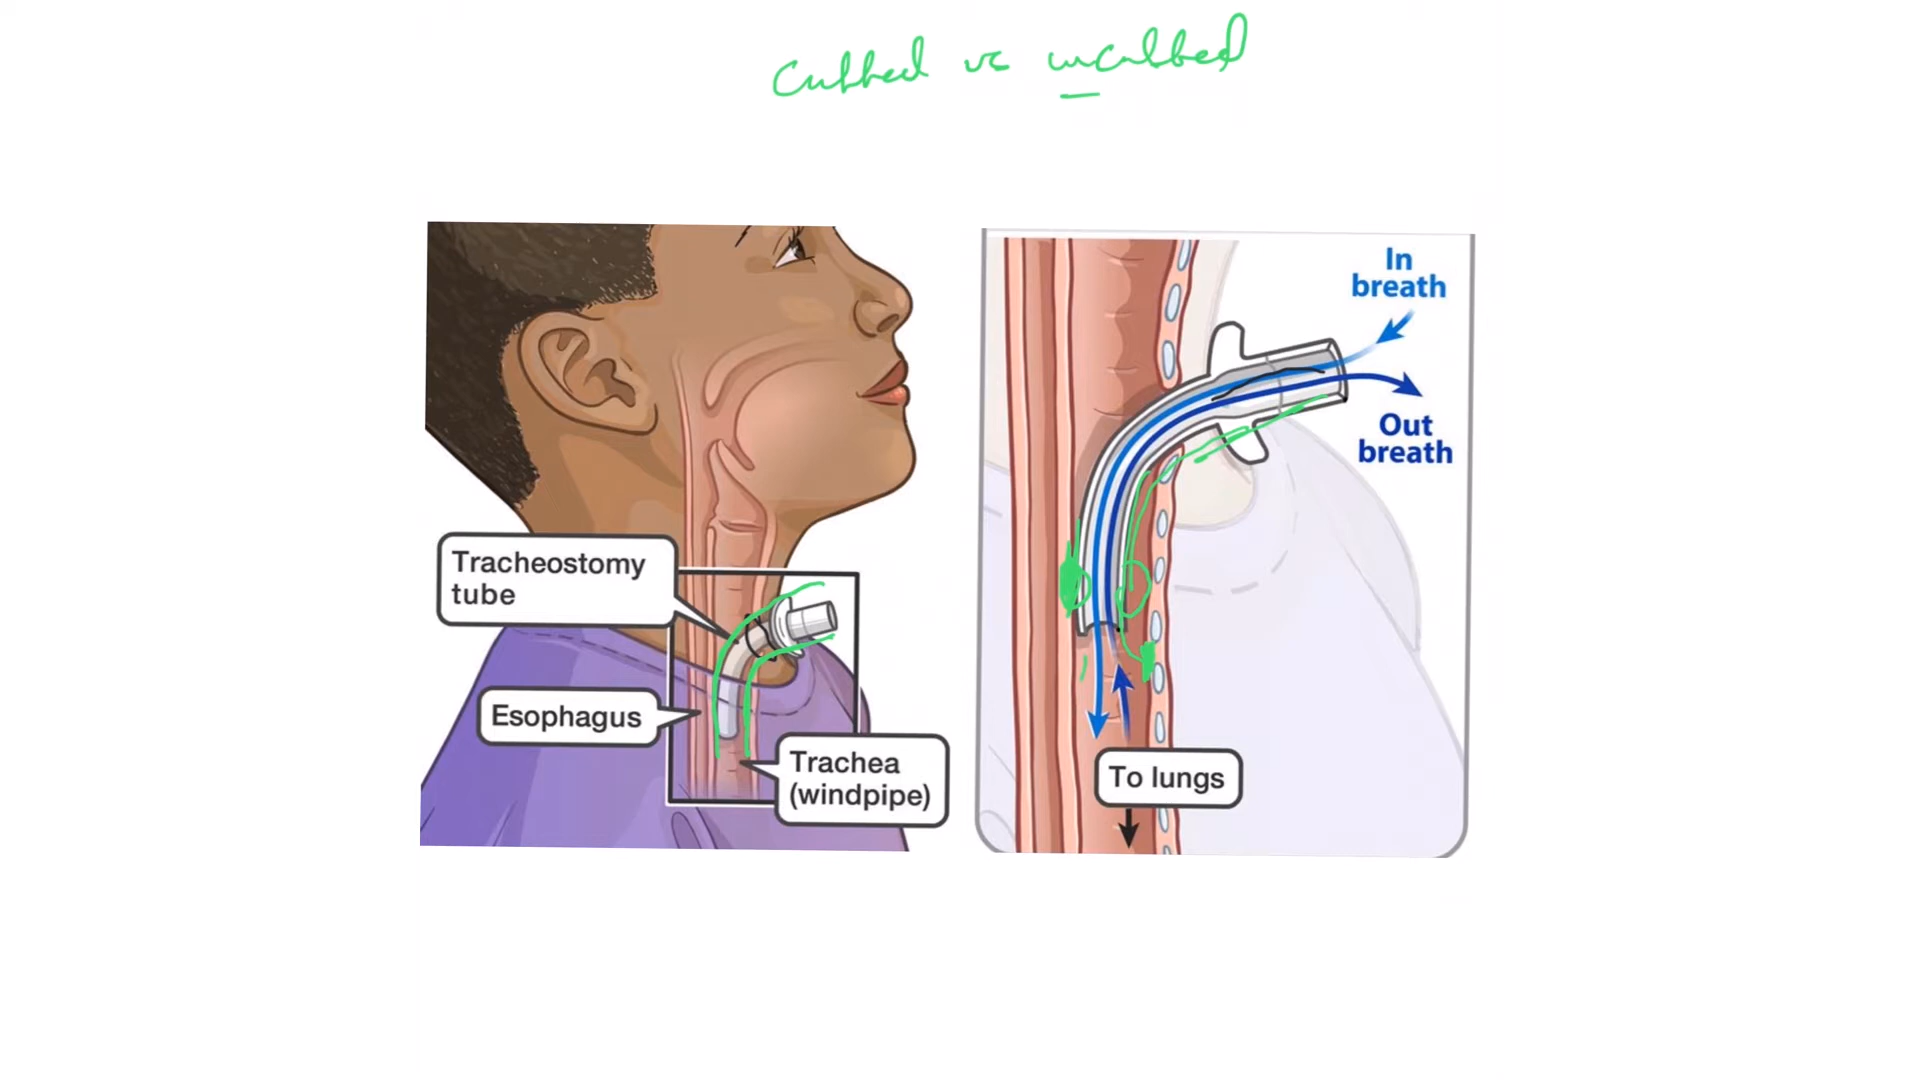 Cuffed vs uncuffed
Tracheostomy
tube
Esophagus
Trachea
(windpipe)
In
breath
Out
breath
To lungs